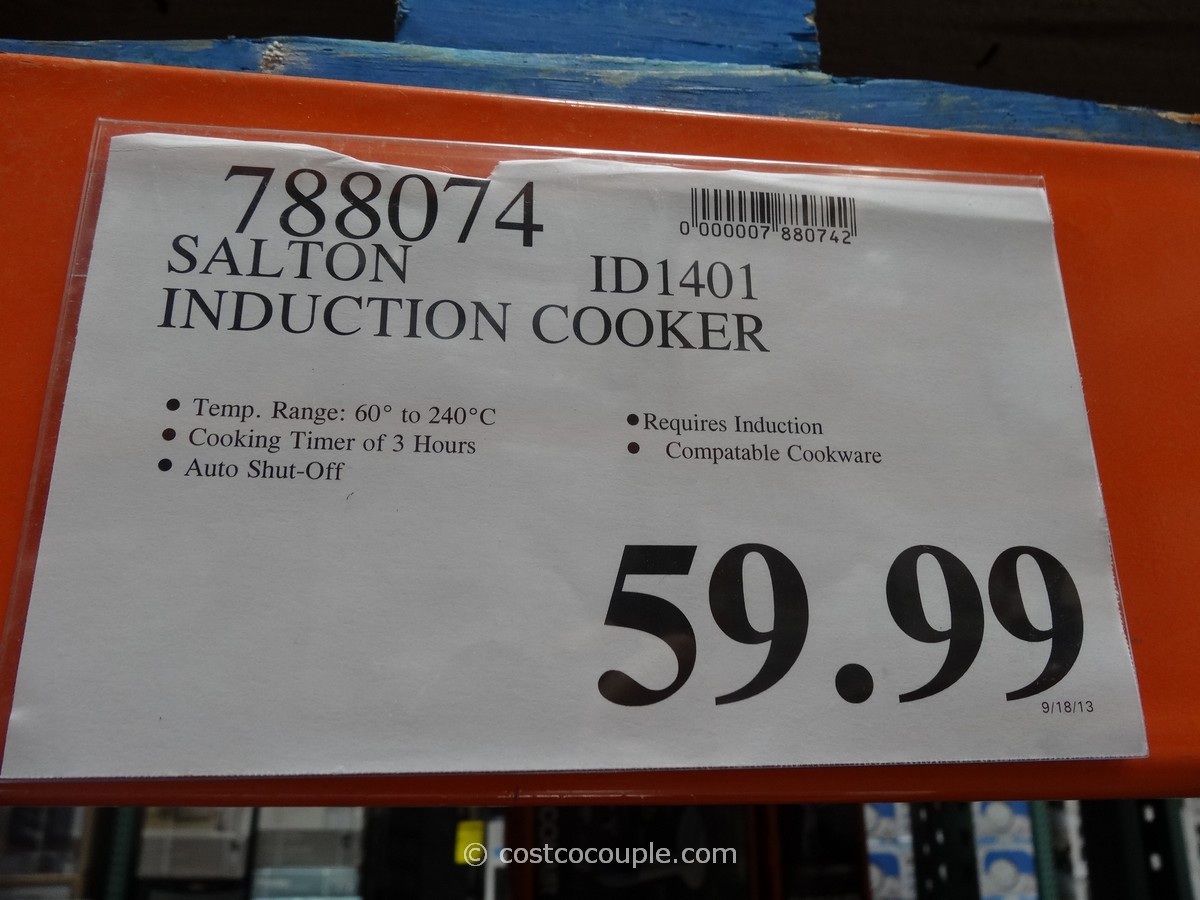 788074
0 000007 880742
SALTON ID1401
INDUCTION COOKER
● Temp. Range: 60° to 240°C
● Cooking Timer of 3 Hours
● Auto Shut-Off
● Requires Induction
● Compatable Cookware
59.99
9/18/13
© costcocouple.com